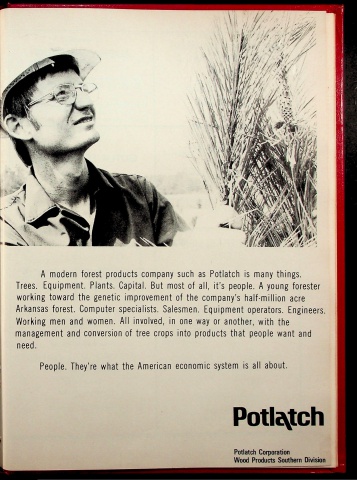 A modern forest products company such as Potlatch is many things.
Trees. Equipment. Plants. Capital. But most of all, it's people. A young forester
working toward the genetic improvement of the company's half-million acre
Arkansas forest. Computer specialists. Salesmen. Equipment operators. Engineers.
Working men and women. All involved, in one way or another, with the
management and conversion of tree crops into products that people want and
need.
People. They're what the American economic system is all about.
Potlatch
Potlatch Corporation
Wood Products Southern Division